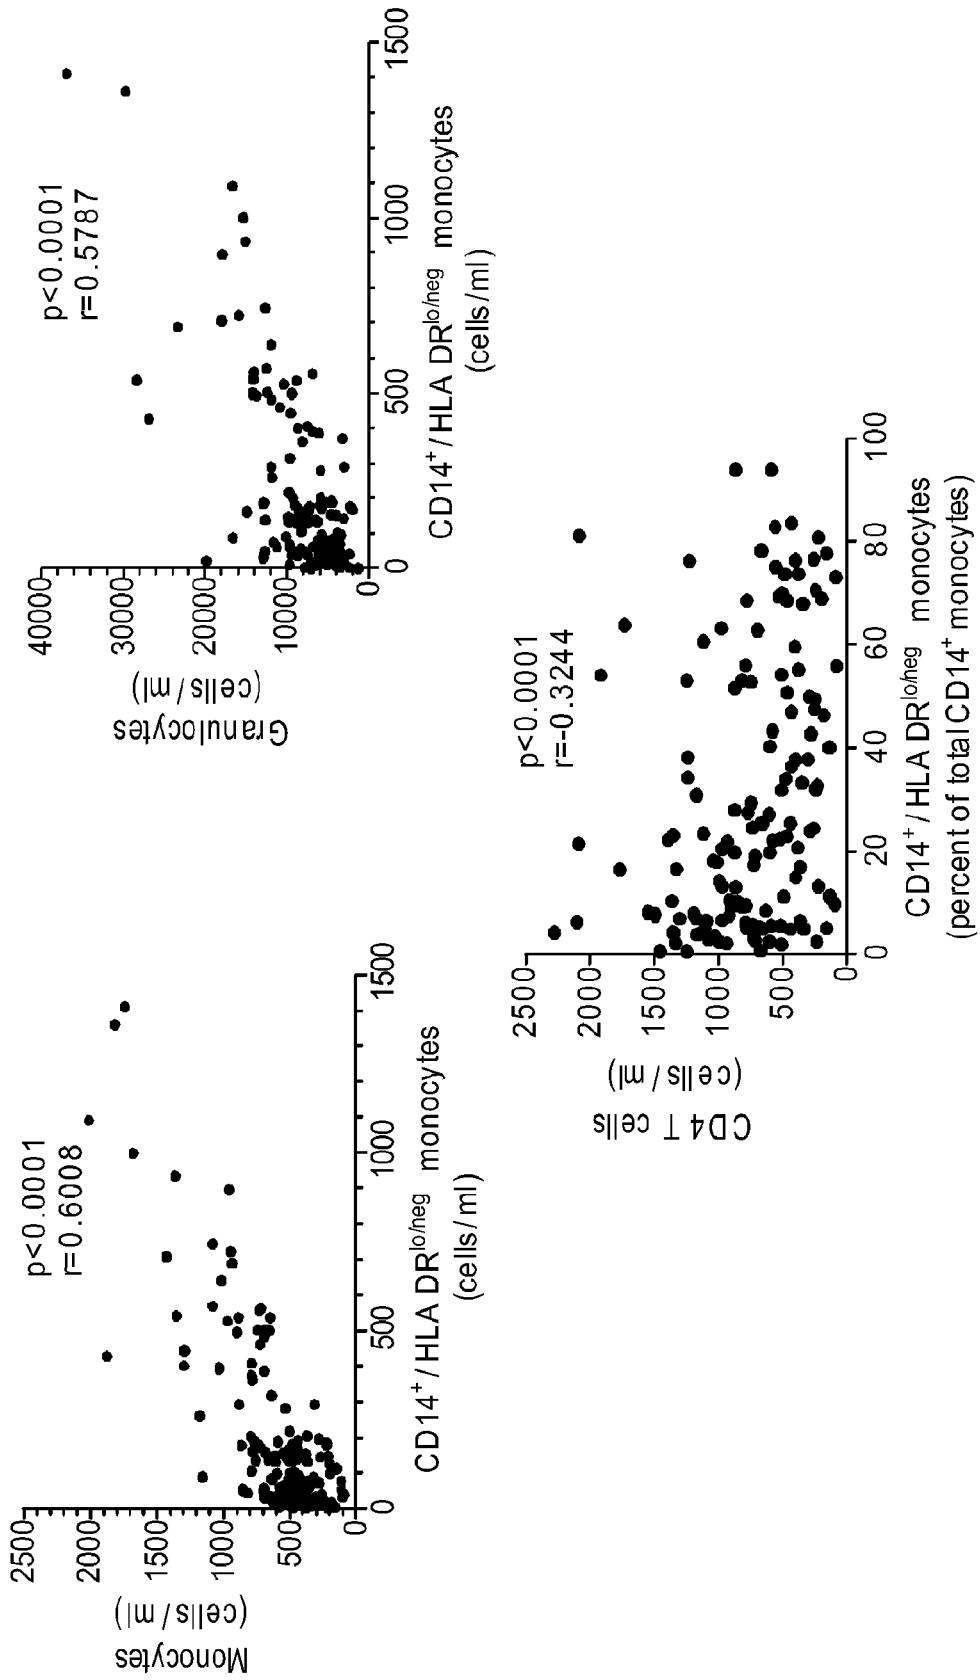 Monocytes
(cells/ml)
2500
2000
1500
1000
500
0
p<0.0001
r=0.6008
0
500
1000
1500
CD14⁺/HLA DRˡᵒ/ⁿᵉᵍ monocytes
(cells/ml)
Granulocytes
(cells/ml)
40000
30000
20000
10000
0
p<0.0001
r=0.5787
0
500
1000
1500
CD14⁺/HLA DRˡᵒ/ⁿᵉᵍ monocytes
(cells/ml)
CD4 T cells
(cells/ml)
2500
2000
1500
1000
500
0
p<0.0001
r=-0.3244
0
20
40
60
80
100
CD14⁺/HLA DRˡᵒ/ⁿᵉᵍ monocytes
(percent of total CD14⁺ monocytes)